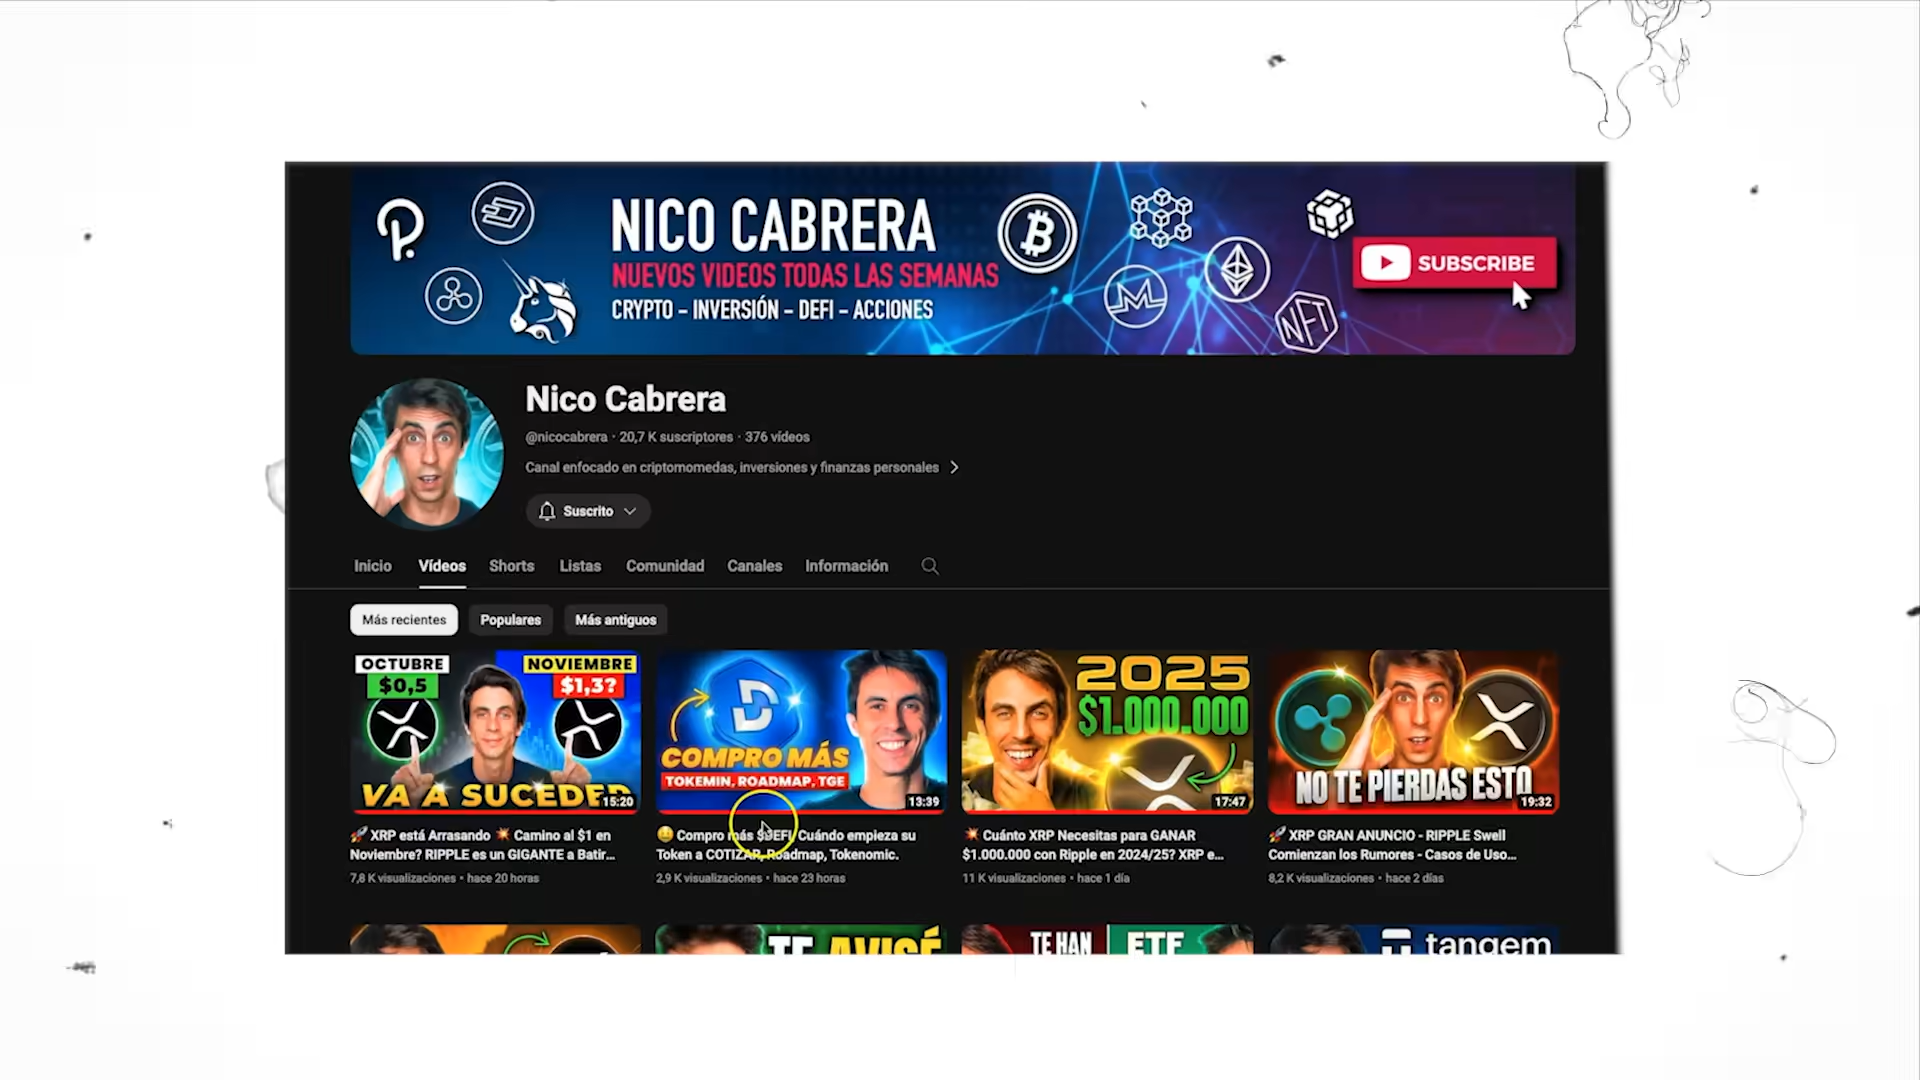 NICO CABRERA
NUEVOS VIDEOS TODAS LAS SEMANAS
CRYPTO – INVERSIÓN – DEFI – ACCIONES
NFT
SUBSCRIBE
Nico Cabrera
@nicocabrera · 20,7 K suscriptores · 376 vídeos
Canal enfocado en criptomomedas, inversiones y finanzas personales
Suscrito
Inicio Vídeos Shorts Listas Comunidad Canales Información
Más recientes Populares Más antiguos
OCTUBRE
$0,5
NOVIEMBRE
$1,3?
VA A SUCEDER
15:20
COMPRO MÁS
TOKEMIN, ROADMAP, TGE
13:39
2025
$1.000.000
17:47
NO TE PIERDAS ESTO
19:32
🚀 XRP está Arrasando 💥 Camino al $1 en
Noviembre? RIPPLE es un GIGANTE a Batir...
7,8 K visualizaciones • hace 20 horas
🤑 Compro más $DEFI, Cuándo empieza su
Token a COTIZAR, Roadmap, Tokenomic.
2,9 K visualizaciones • hace 23 horas
💥 Cuánto XRP Necesitas para GANAR
$1.000.000 con Ripple en 2024/25? XRP e...
11 K visualizaciones • hace 1 día
🚀 XRP GRAN ANUNCIO - RIPPLE Swell
Comienzan los Rumores - Casos de Uso...
8,2 K visualizaciones • hace 2 días
TE AVISÉ
TE HAN
ETF
tangem